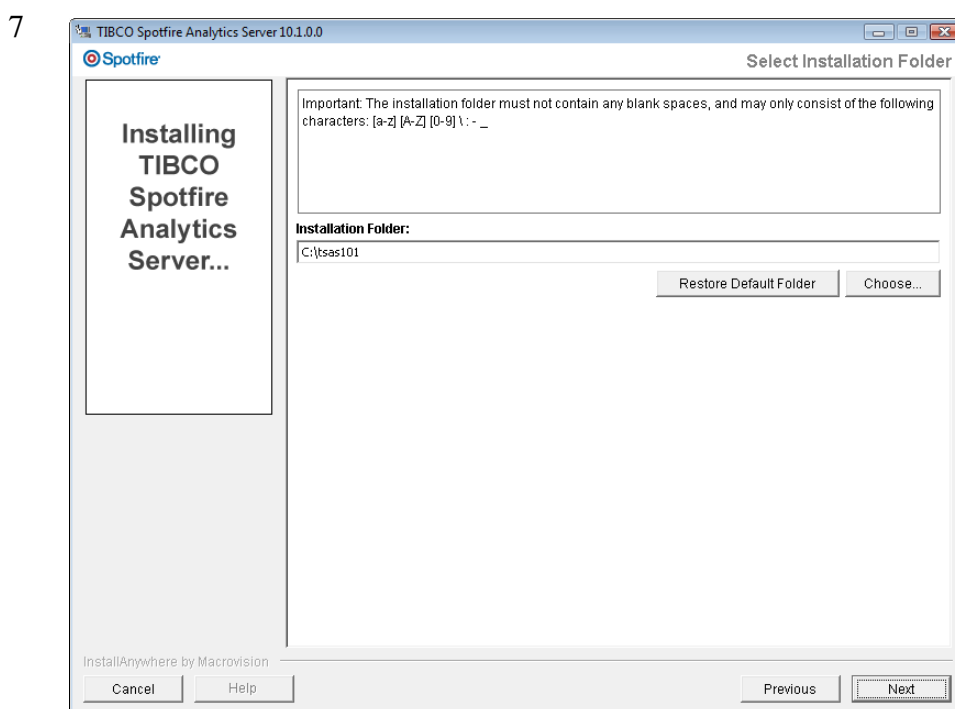 7
TIBCO Spotfire Analytics Server 10.1.0.0
Spotfire
Select Installation Folder
Installing
TIBCO
Spotfire
Analytics
Server...
Important: The installation folder must not contain any blank spaces, and may only consist of the following
characters: [a-z] [A-Z] [0-9] \ : - _
Installation Folder:
C:\tsas101
Restore Default Folder
Choose...
InstallAnywhere by Macrovision
Cancel
Help
Previous
Next